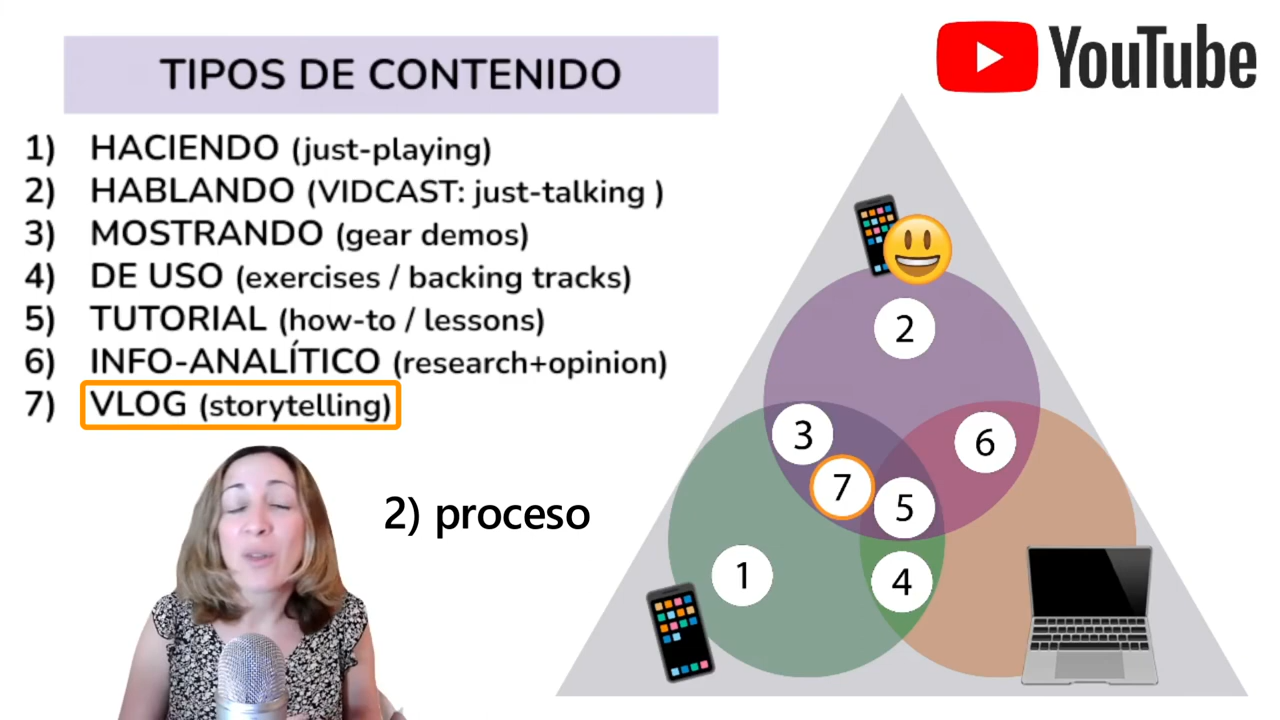 TIPOS DE CONTENIDO
YouTube
1) HACIENDO (just-playing)
2) HABLANDO (VIDCAST: just-talking )
3) MOSTRANDO (gear demos)
4) DE USO (exercises / backing tracks)
5) TUTORIAL (how-to / lessons)
6) INFO-ANALÍTICO (research+opinion)
7) VLOG (storytelling)
2) proceso
2
3
6
7
5
1
4